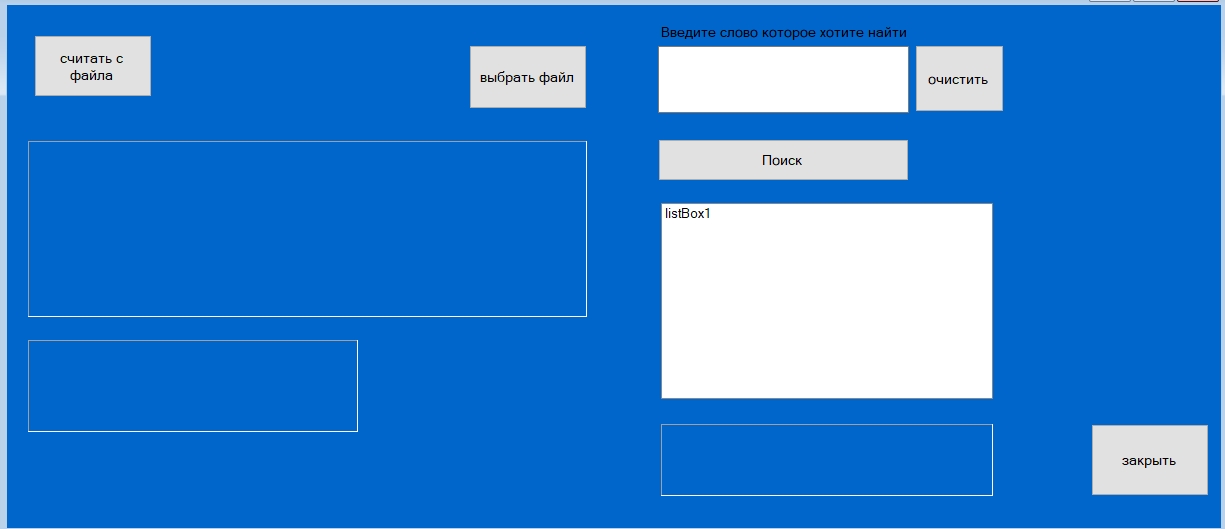 считать с
файла
выбрать файл
Введите слово которое хотите найти
очистить
Поиск
listBox1
закрыть